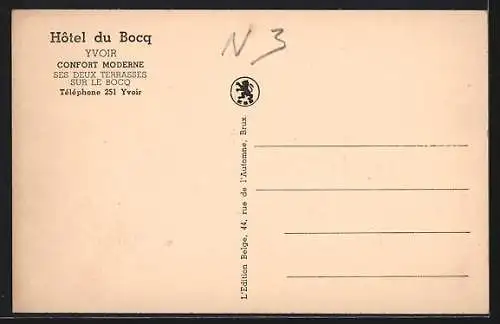 Hôtel du Bocq
YVOIR
CONFORT MODERNE
SES DEUX TERRASSES
SUR LE BOCQ
Téléphone 251 Yvoir
N 3
L'Edition Belge, 44, rue de l'Automne, Brux.